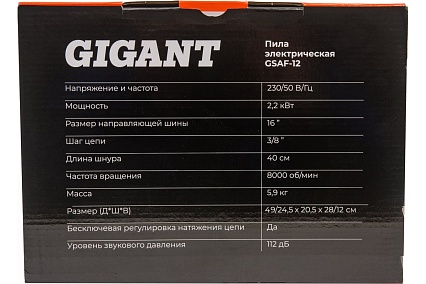 GIGANT
Пила
электрическая
GSAF-12
Напряжение и частота 230/50 В/Гц
Мощность 2,2 кВт
Размер направляющей шины 16 ”
Шаг цепи 3/8 ”
Длина шнура 40 см
Частота вращения 8000 об/мин
Масса 5,9 кг
Размер (Д*Ш*В) 49/24,5 х 20,5 х 28/12 см
Бесключевая регулировка натяжения цепи Да
Уровень звукового давления 112 дБ